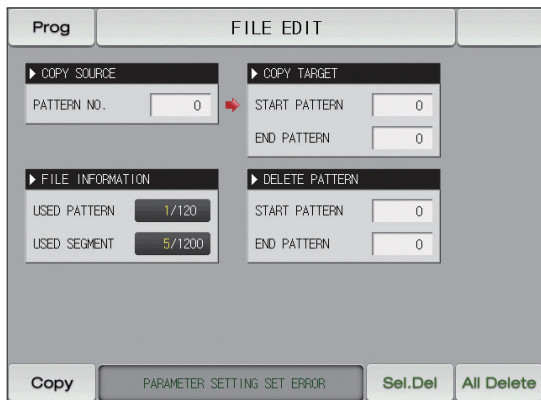 Prog
FILE EDIT
▶ COPY SOURCE
PATTERN NO. 0
▶ COPY TARGET
START PATTERN 0
END PATTERN 0
▶ FILE INFORMATION
USED PATTERN 1/120
USED SEGMENT 5/1200
▶ DELETE PATTERN
START PATTERN 0
END PATTERN 0
Copy
PARAMETER SETTING SET ERROR
Sel.Del
All Delete